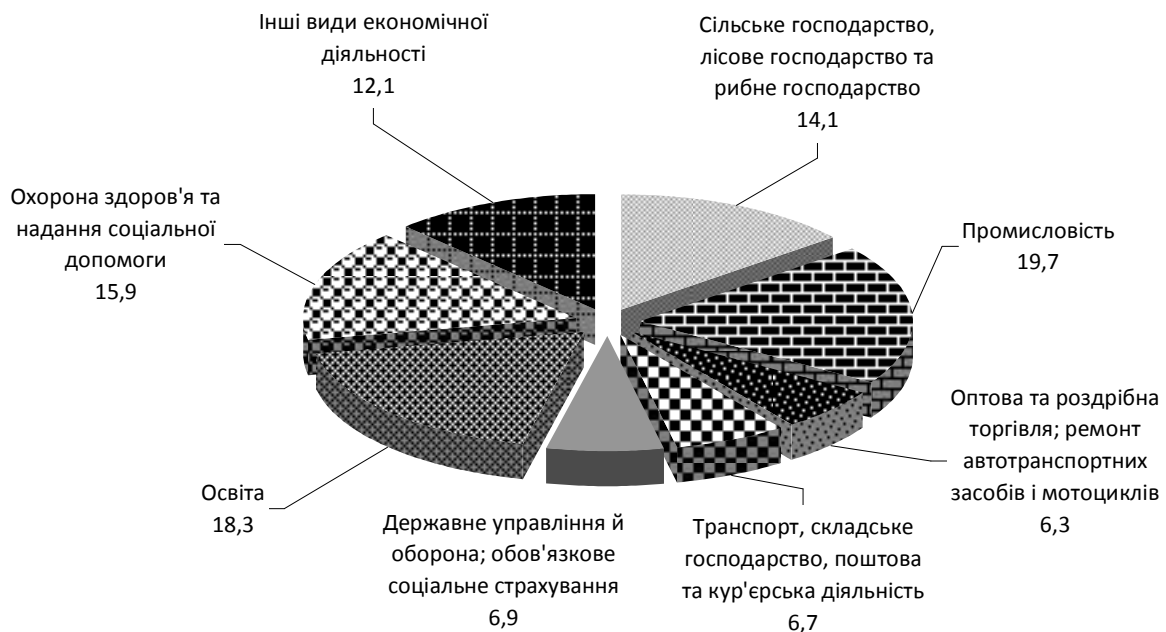 Інші види економічної
діяльності
12,1
Сільське господарство,
лісове господарство та
рибне господарство
14,1
Охорона здоров'я та
надання соціальної
допомоги
15,9
Промисловість
19,7
Оптова та роздрібна
торгівля; ремонт
автотранспортних
засобів і мотоциклів
6,3
Освіта
18,3
Державне управління й
оборона; обов'язкове
соціальне страхування
6,9
Транспорт, складське
господарство, поштова
та кур'єрська діяльність
6,7